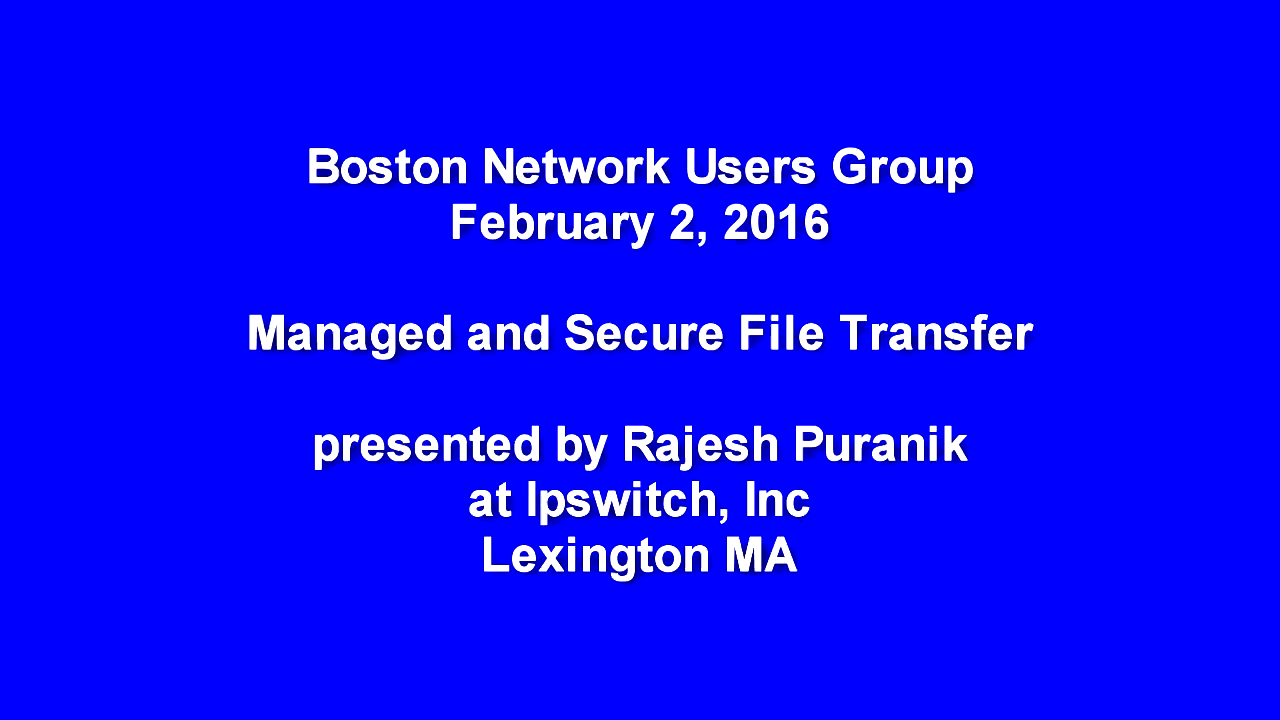 Boston Network Users Group
February 2, 2016
Managed and Secure File Transfer
presented by Rajesh Puranik
at Ipswitch, Inc
Lexington MA